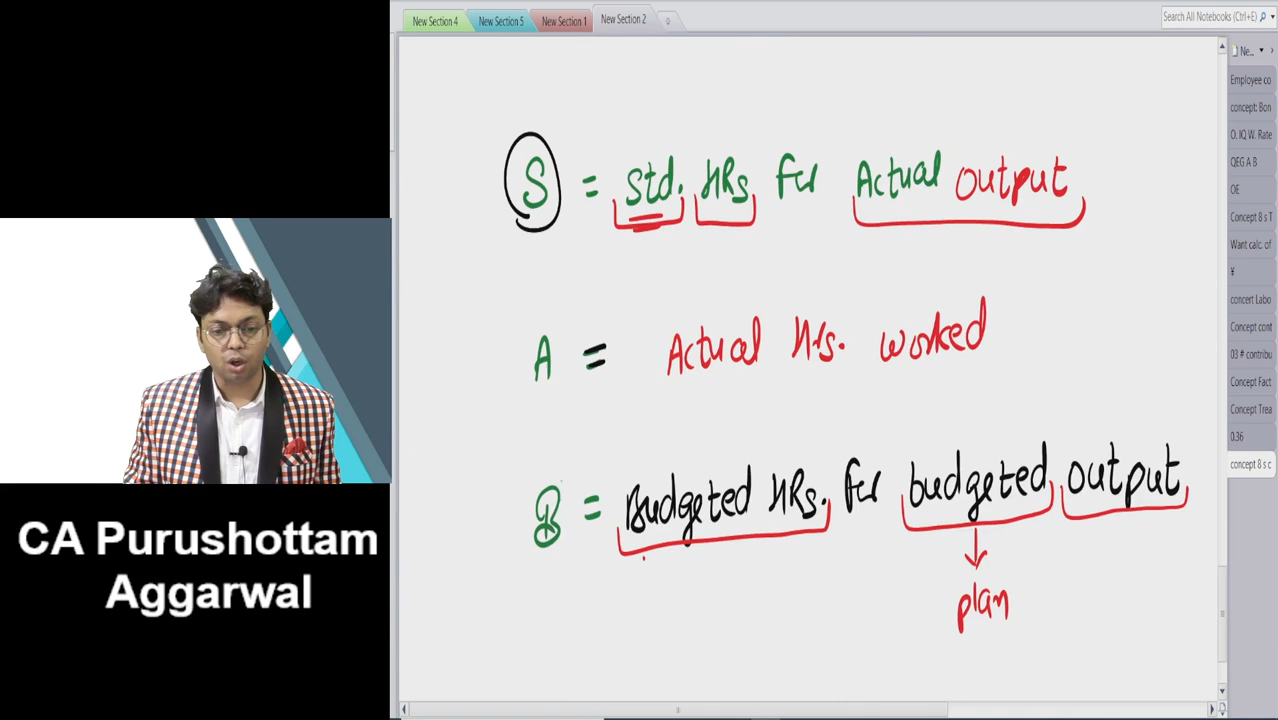 New Section 4
New Section 5
New Section 1
New Section 2
Search All Notebooks (Ctrl+E)
Ne...
Employee co
concept: Bon
O. IQ W. Rate
QEG A B
OE
Concept 8 s T
Want calc. of
¥
concert Labo
Concept cont
03 # contribu
Concept Fact
Concept Trea
0.36
concept 8 s c
S = Std. HRs for Actual Output
A = Actual Hrs. worked
B = Budgeted HRs. for budgeted output
plan
CA Purushottam
Aggarwal